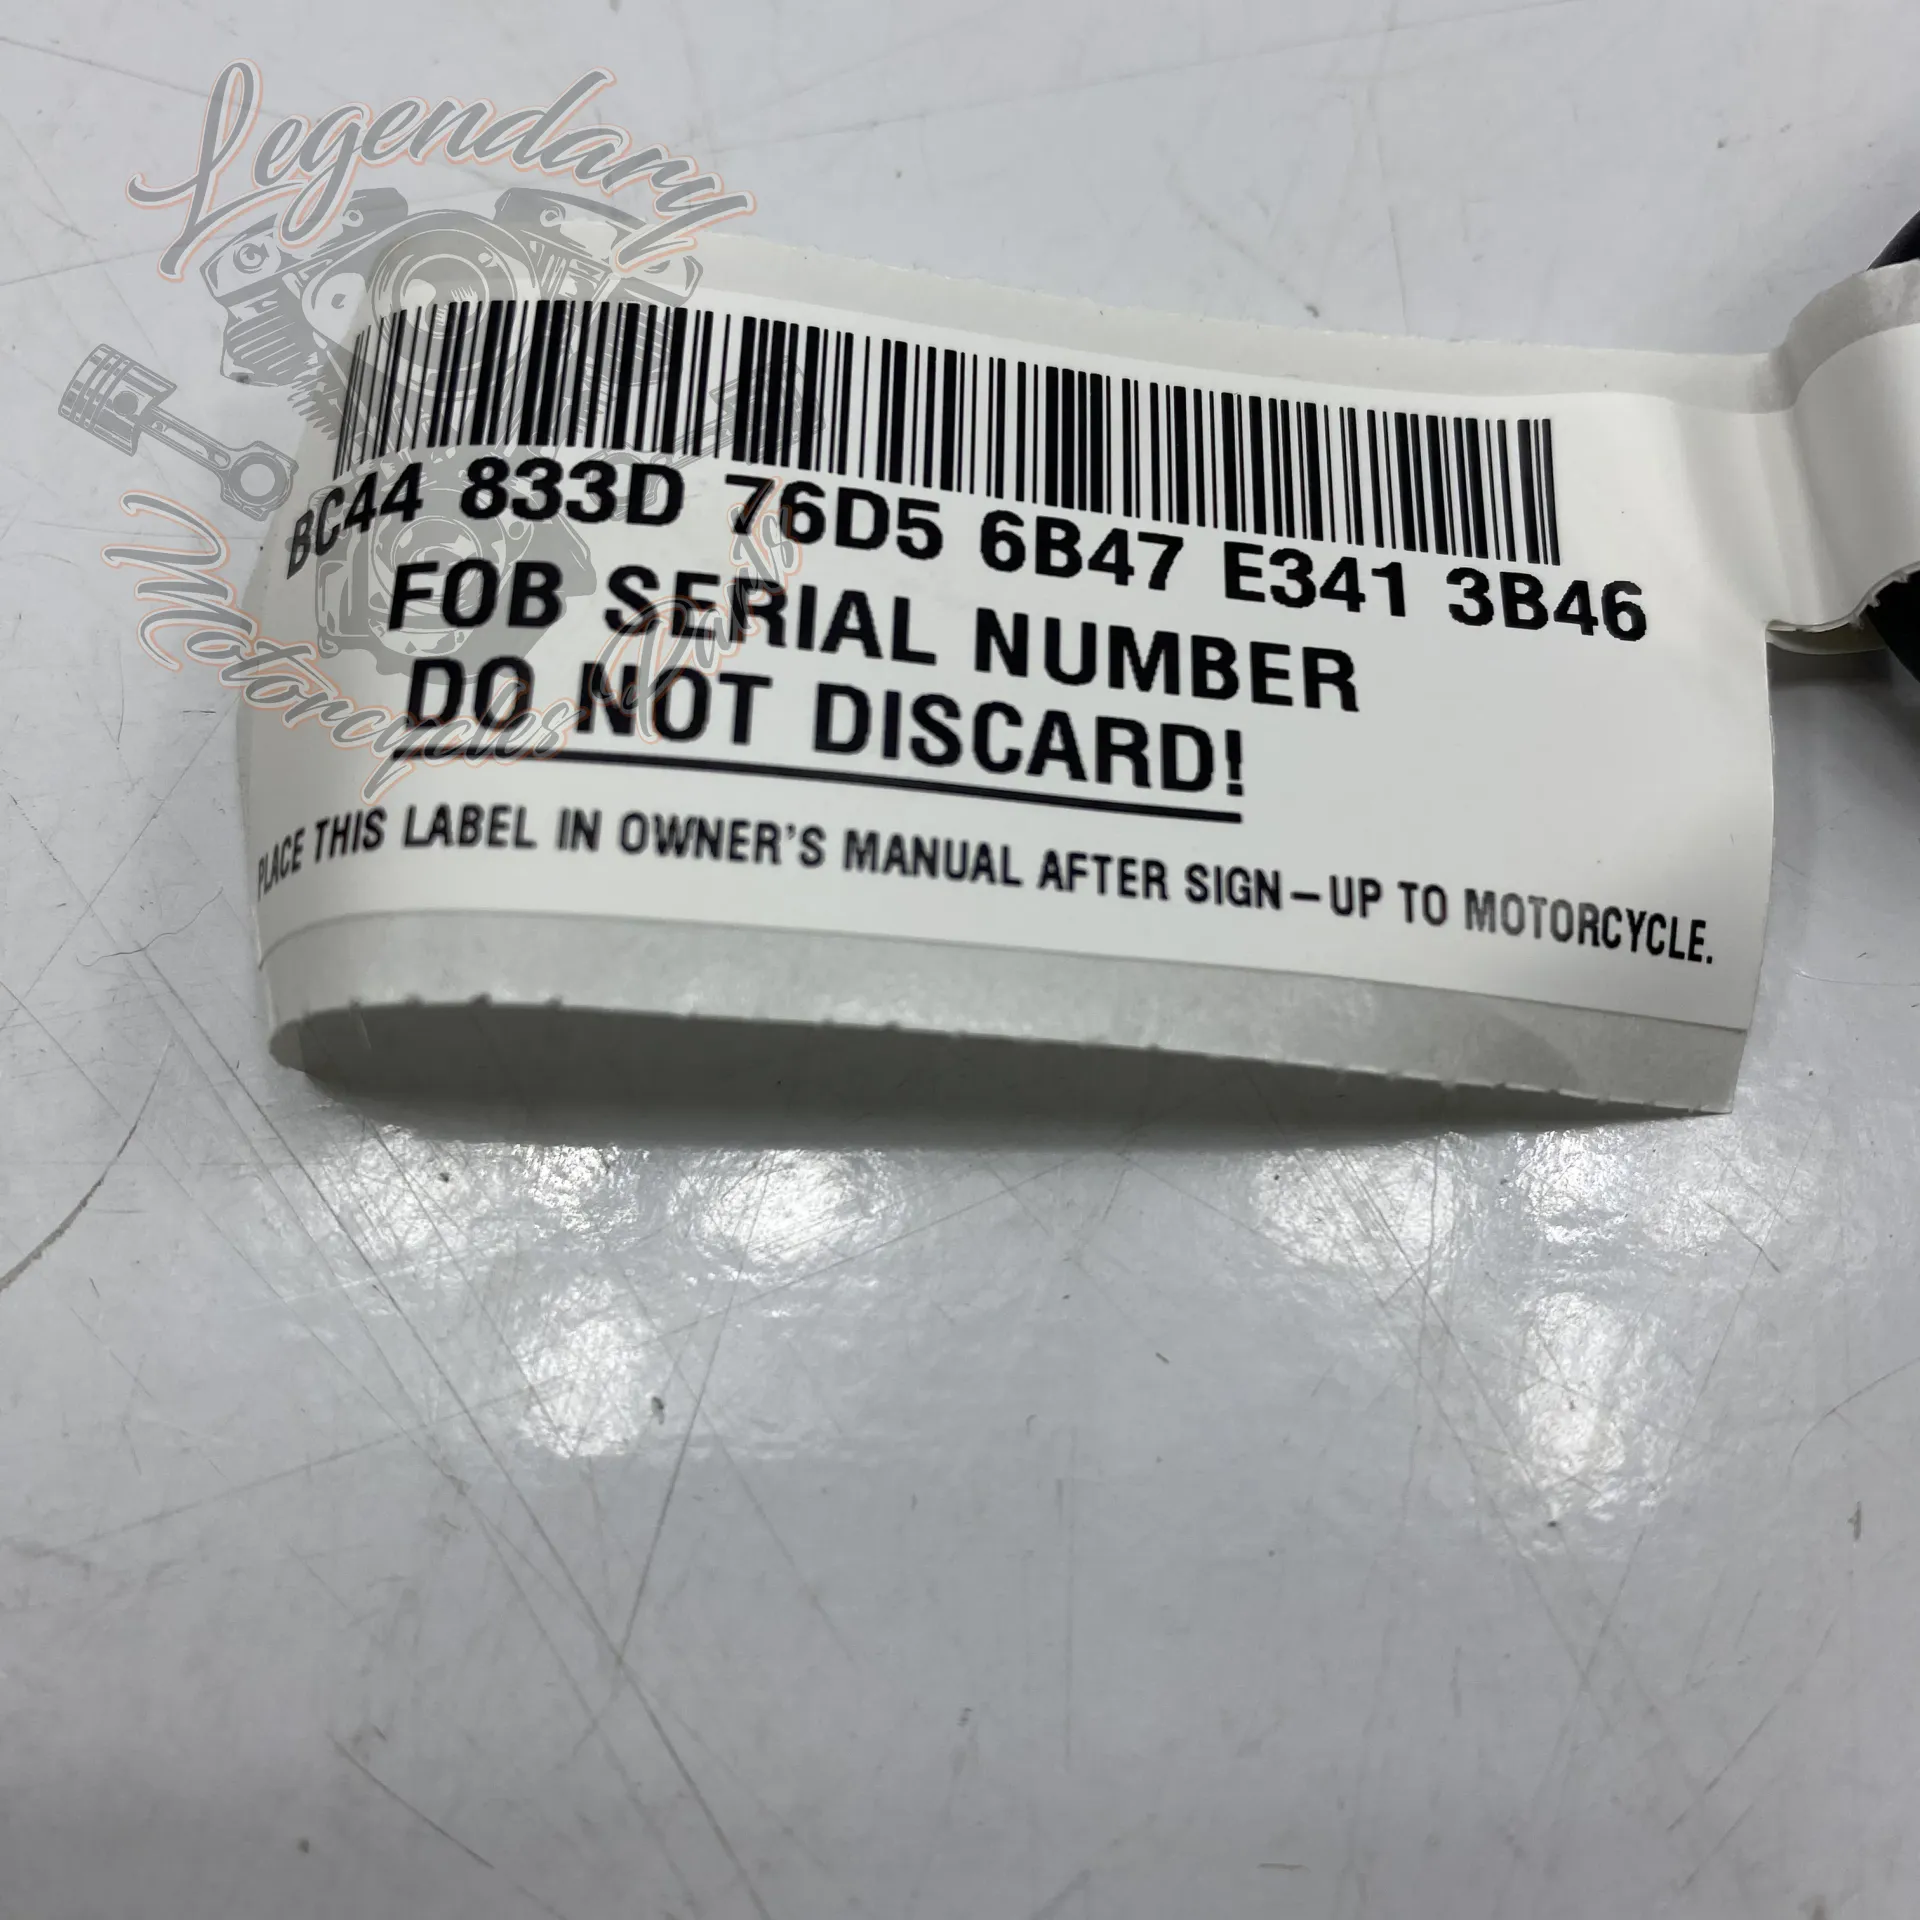 Legendary
BC44 833D 76D5 6B47 E341 3B46
FOB SERIAL NUMBER
DO NOT DISCARD!
PLACE THIS LABEL IN OWNER'S MANUAL AFTER SIGN-UP TO MOTORCYCLE.
Motorcycles Parts